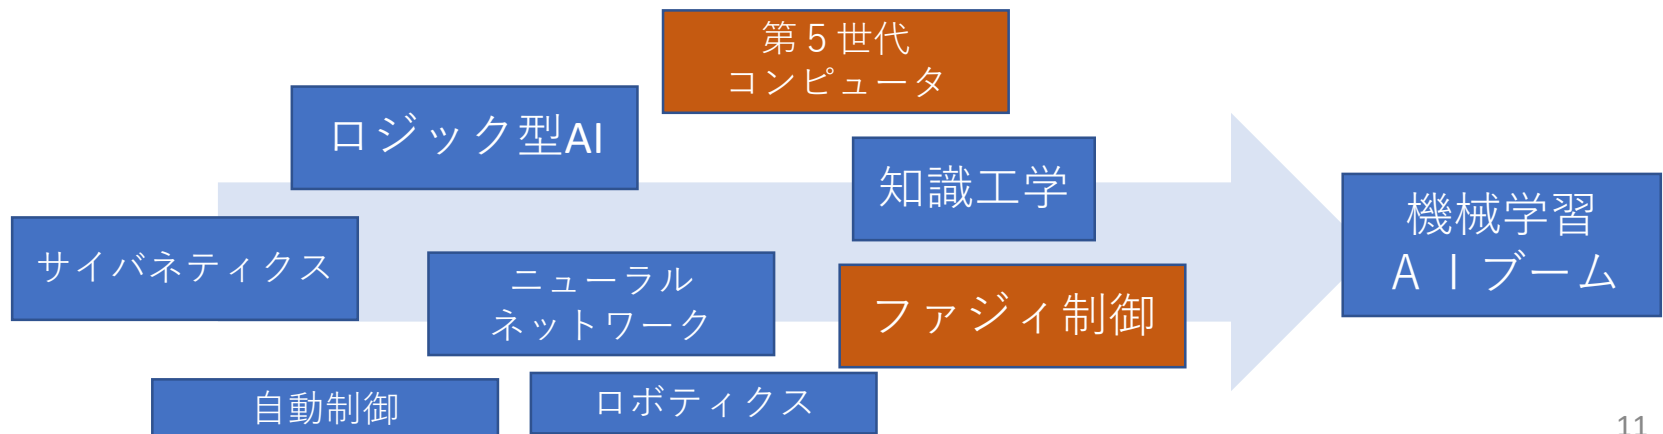 第５世代
コンピュータ
ロジック型AI
知識工学
機械学習
ＡＩブーム
サイバネティクス
ニューラル
ネットワーク
ファジィ制御
自動制御
ロボティクス
11